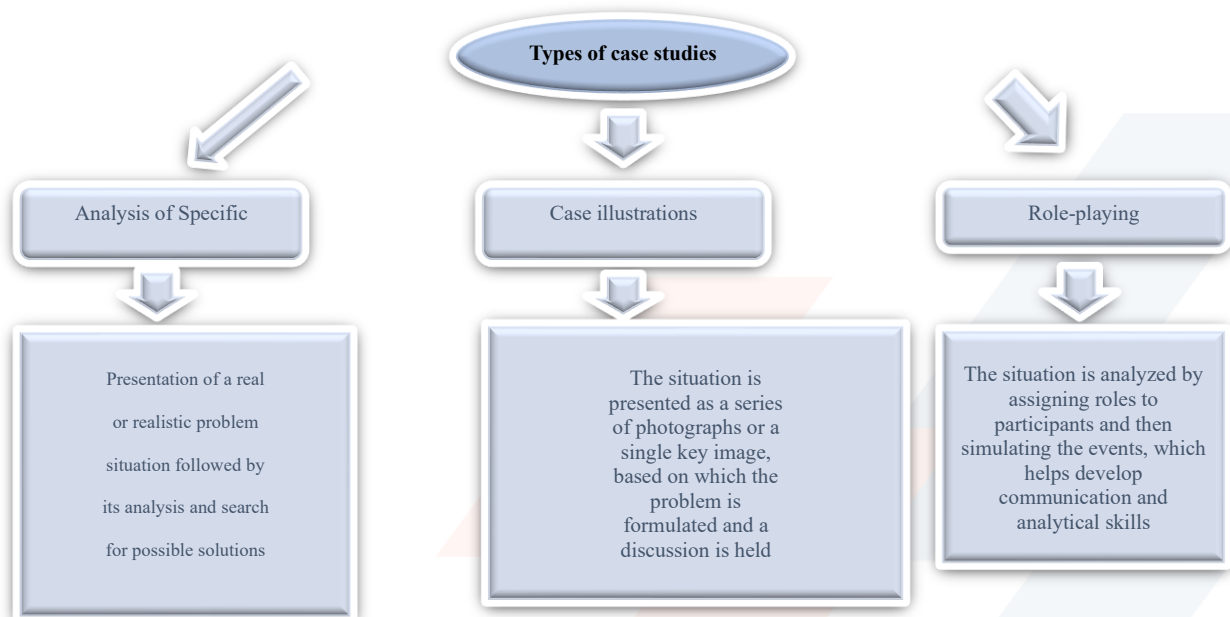 Types of case studies
Analysis of Specific
Case illustrations
Role-playing
Presentation of a real
or realistic problem
situation followed by
its analysis and search
for possible solutions
The situation is
presented as a series
of photographs or a
single key image,
based on which the
problem is
formulated and a
discussion is held
The situation is analyzed by
assigning roles to
participants and then
simulating the events, which
helps develop
communication and
analytical skills